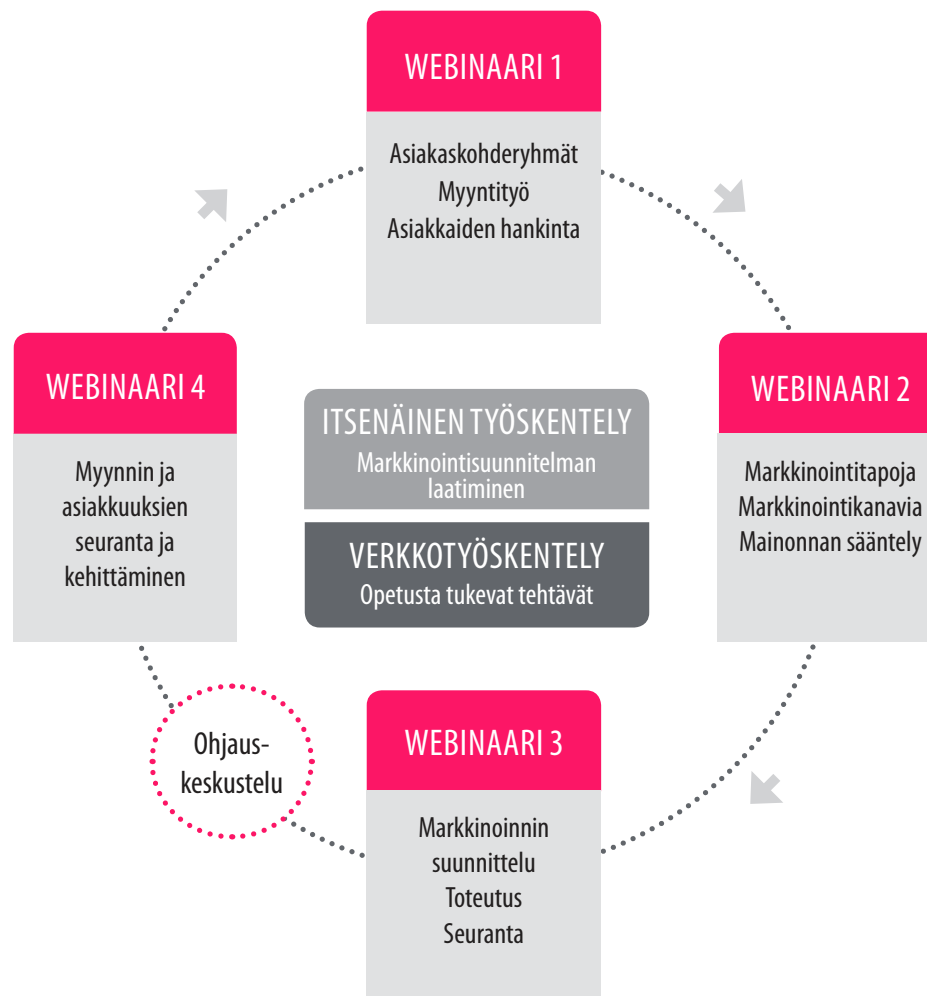 WEBINAARI 1
Asiakaskohderyhmät
Myyntityö
Asiakkaiden hankinta
WEBINAARI 2
Markkinointitapoja
Markkinointikanavia
Mainonnan sääntely
WEBINAARI 3
Markkinoinnin
suunnittelu
Toteutus
Seuranta
Ohjaus-
keskustelu
WEBINAARI 4
Myynnin ja
asiakkuuksien
seuranta ja
kehittäminen
ITSENÄINEN TYÖSKENTELY
Markkinointisuunnitelman
laatiminen
VERKKOTYÖSKENTELY
Opetusta tukevat tehtävät